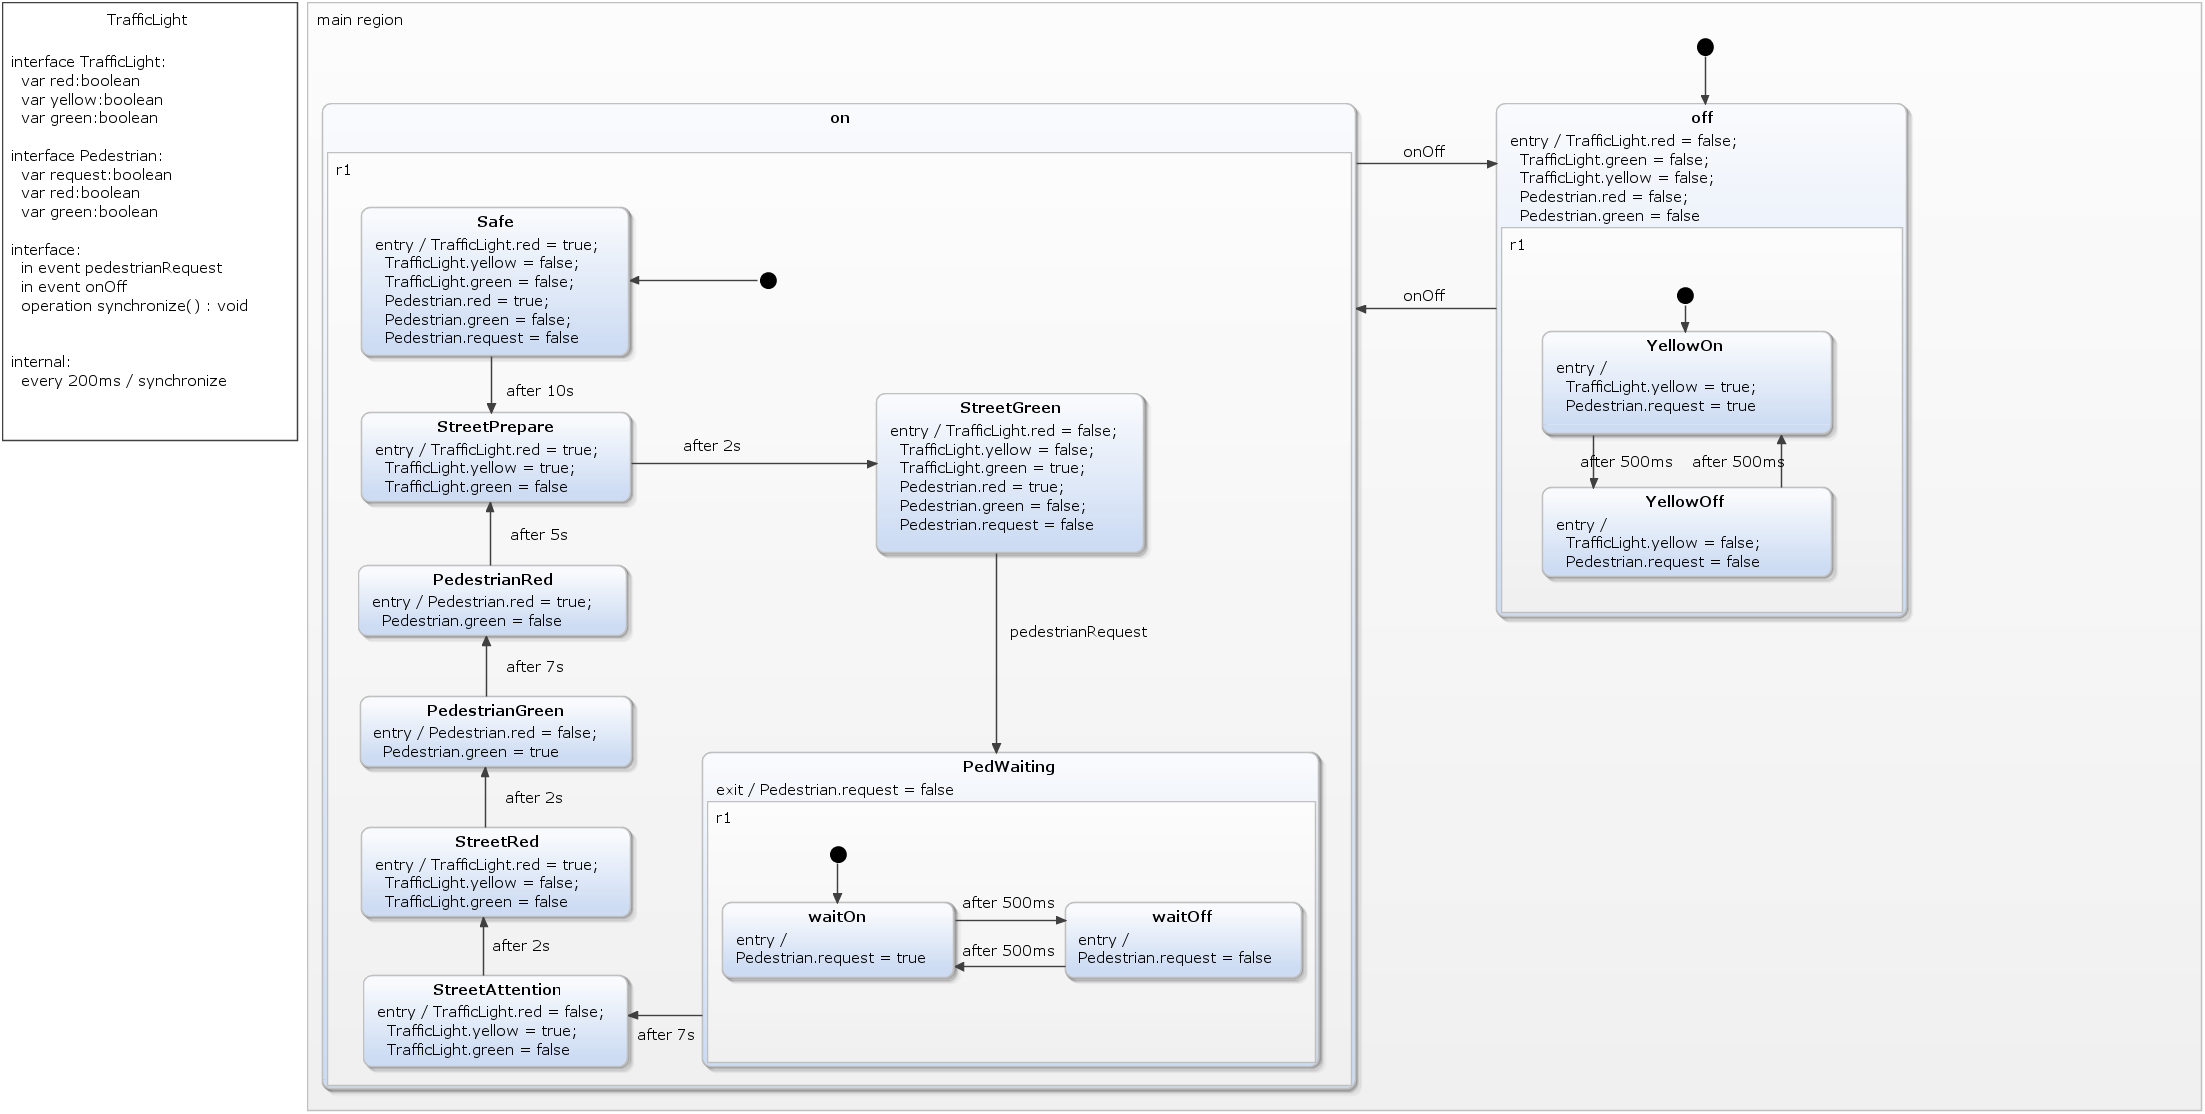 TrafficLight
interface TrafficLight:
var red:boolean
var yellow:boolean
var green:boolean
interface Pedestrian:
var request:boolean
var red:boolean
var green:boolean
interface:
in event pedestrianRequest
in event onOff
operation synchronize() : void
internal:
every 200ms / synchronize
main region
on
r1
Safe
entry / TrafficLight.red = true;
TrafficLight.yellow = false;
TrafficLight.green = false;
Pedestrian.red = true;
Pedestrian.green = false;
Pedestrian.request = false
after 10s
StreetPrepare
entry / TrafficLight.red = true;
TrafficLight.yellow = true;
TrafficLight.green = false
after 2s
StreetGreen
entry / TrafficLight.red = false;
TrafficLight.yellow = false;
TrafficLight.green = true;
Pedestrian.red = true;
Pedestrian.green = false;
Pedestrian.request = false
after 5s
PedestrianRed
entry / Pedestrian.red = true;
Pedestrian.green = false
pedestrianRequest
after 7s
PedestrianGreen
entry / Pedestrian.red = false;
Pedestrian.green = true
after 2s
StreetRed
entry / TrafficLight.red = true;
TrafficLight.yellow = false;
TrafficLight.green = false
after 2s
StreetAttention
entry / TrafficLight.red = false;
TrafficLight.yellow = true;
TrafficLight.green = false
after 7s
PedWaiting
exit / Pedestrian.request = false
r1
waitOn
entry /
Pedestrian.request = true
after 500ms
after 500ms
waitOff
entry /
Pedestrian.request = false
onOff
onOff
off
entry / TrafficLight.red = false;
TrafficLight.green = false;
TrafficLight.yellow = false;
Pedestrian.red = false;
Pedestrian.green = false
r1
YellowOn
entry /
TrafficLight.yellow = true;
Pedestrian.request = true
after 500ms
after 500ms
YellowOff
entry /
TrafficLight.yellow = false;
Pedestrian.request = false